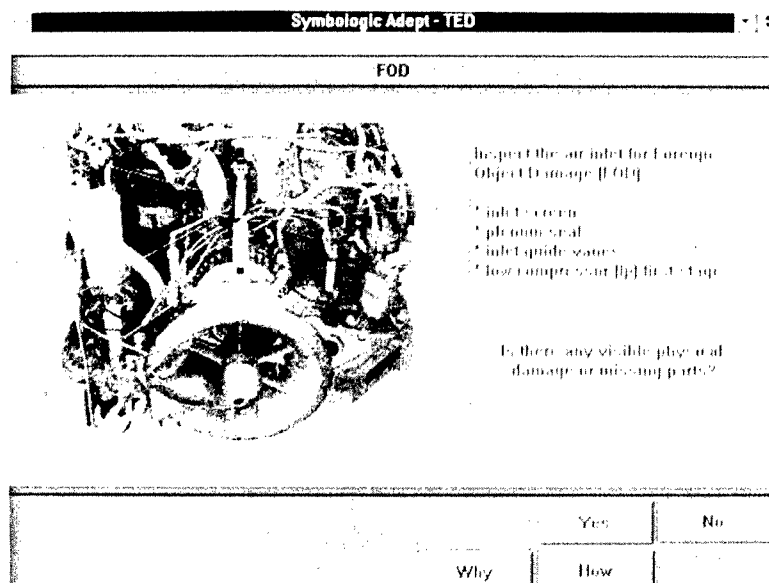 Symbologic Adept - TED
FOD
Inspect the air inlet for Foreign
Object Damage [FOD]
* inlet screen
* plenum seal
* inlet guide vanes
* low compressor [lp] first stage
Is there any visible physical
damage or missing parts?
Yes
No
Why
How